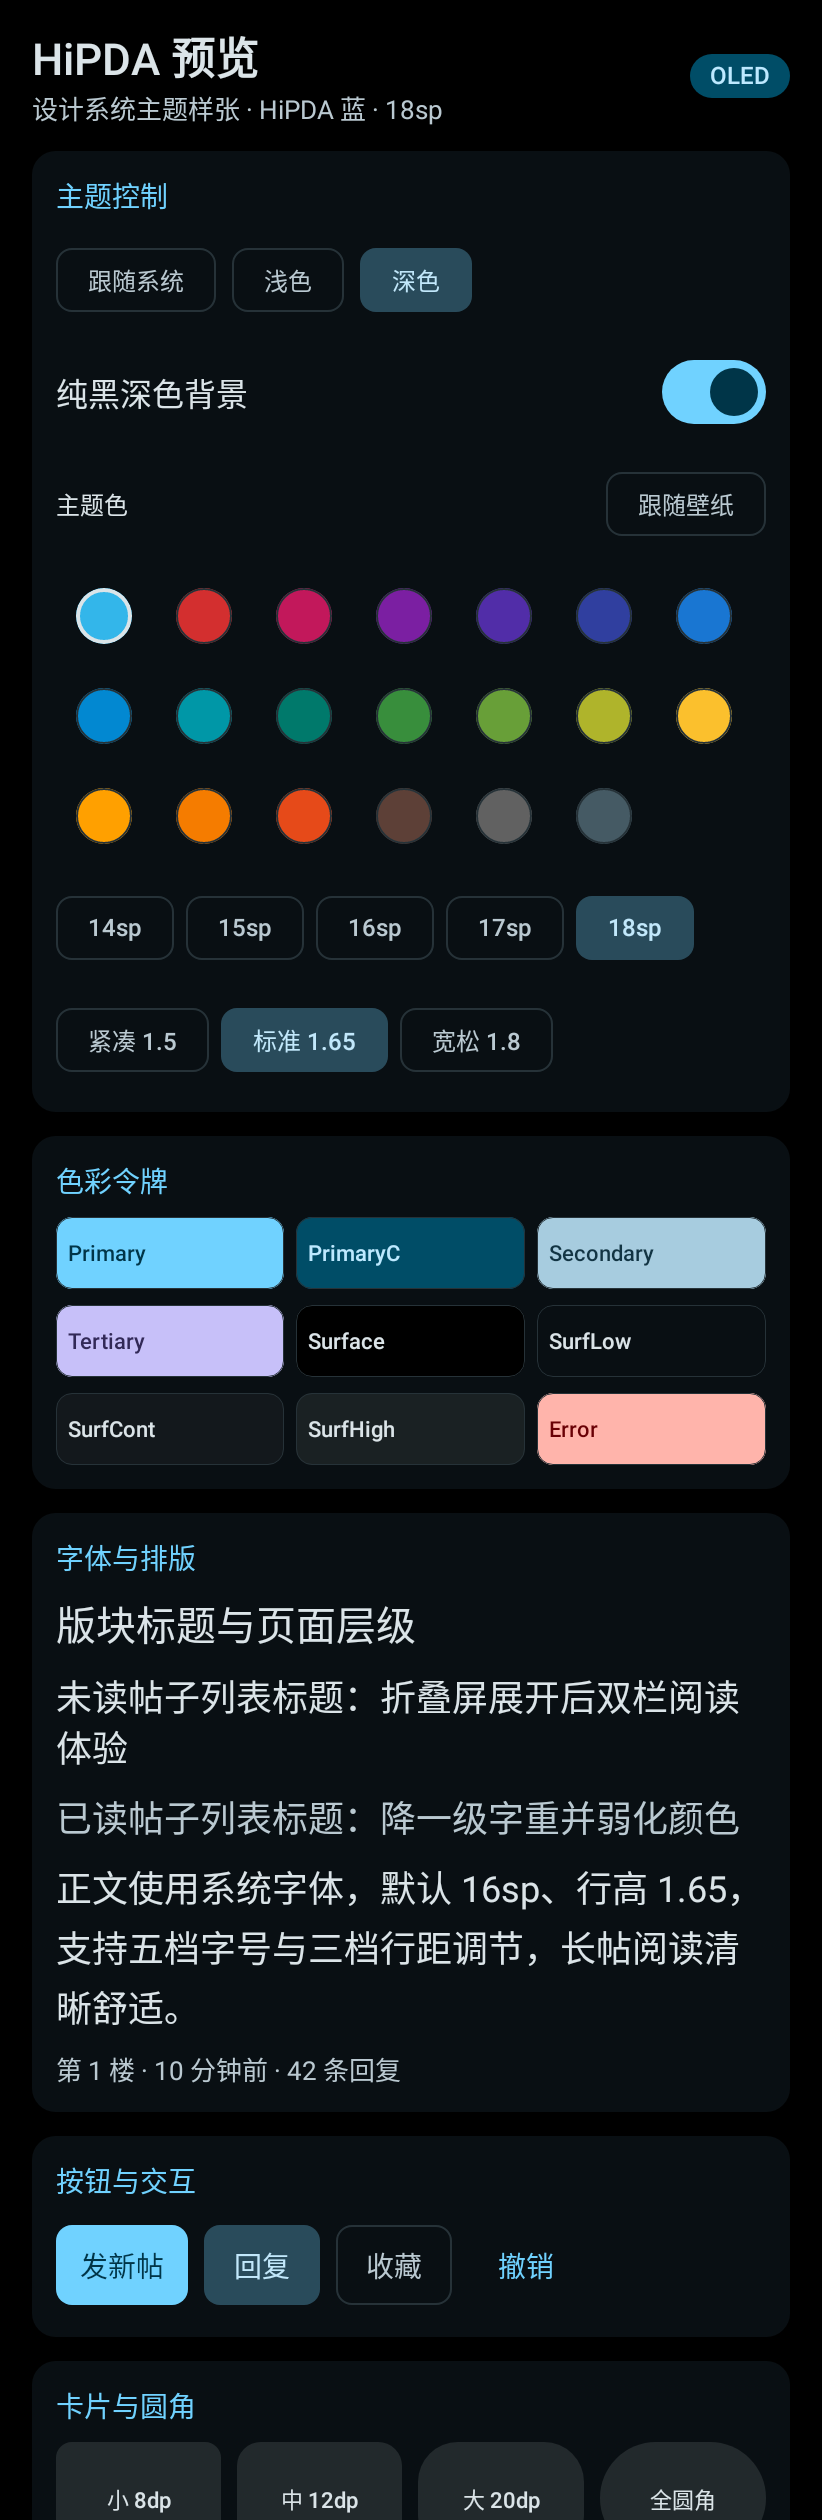 HiPDA 预览
OLED
设计系统主题样张 · HiPDA 蓝 · 18sp
主题控制
跟随系统
浅色
深色
纯黑深色背景
主题色
跟随壁纸
14sp
15sp
16sp
17sp
18sp
紧凑 1.5
标准 1.65
宽松 1.8
色彩令牌
Primary
PrimaryC
Secondary
Tertiary
Surface
SurfLow
SurfCont
SurfHigh
Error
字体与排版
版块标题与页面层级
未读帖子列表标题：折叠屏展开后双栏阅读
体验
已读帖子列表标题：降一级字重并弱化颜色
正文使用系统字体，默认 16sp、行高 1.65，
支持五档字号与三档行距调节，长帖阅读清
晰舒适。
第 1 楼 · 10 分钟前 · 42 条回复
按钮与交互
发新帖
回复
收藏
撤销
卡片与圆角
小 8dp
中 12dp
大 20dp
全圆角